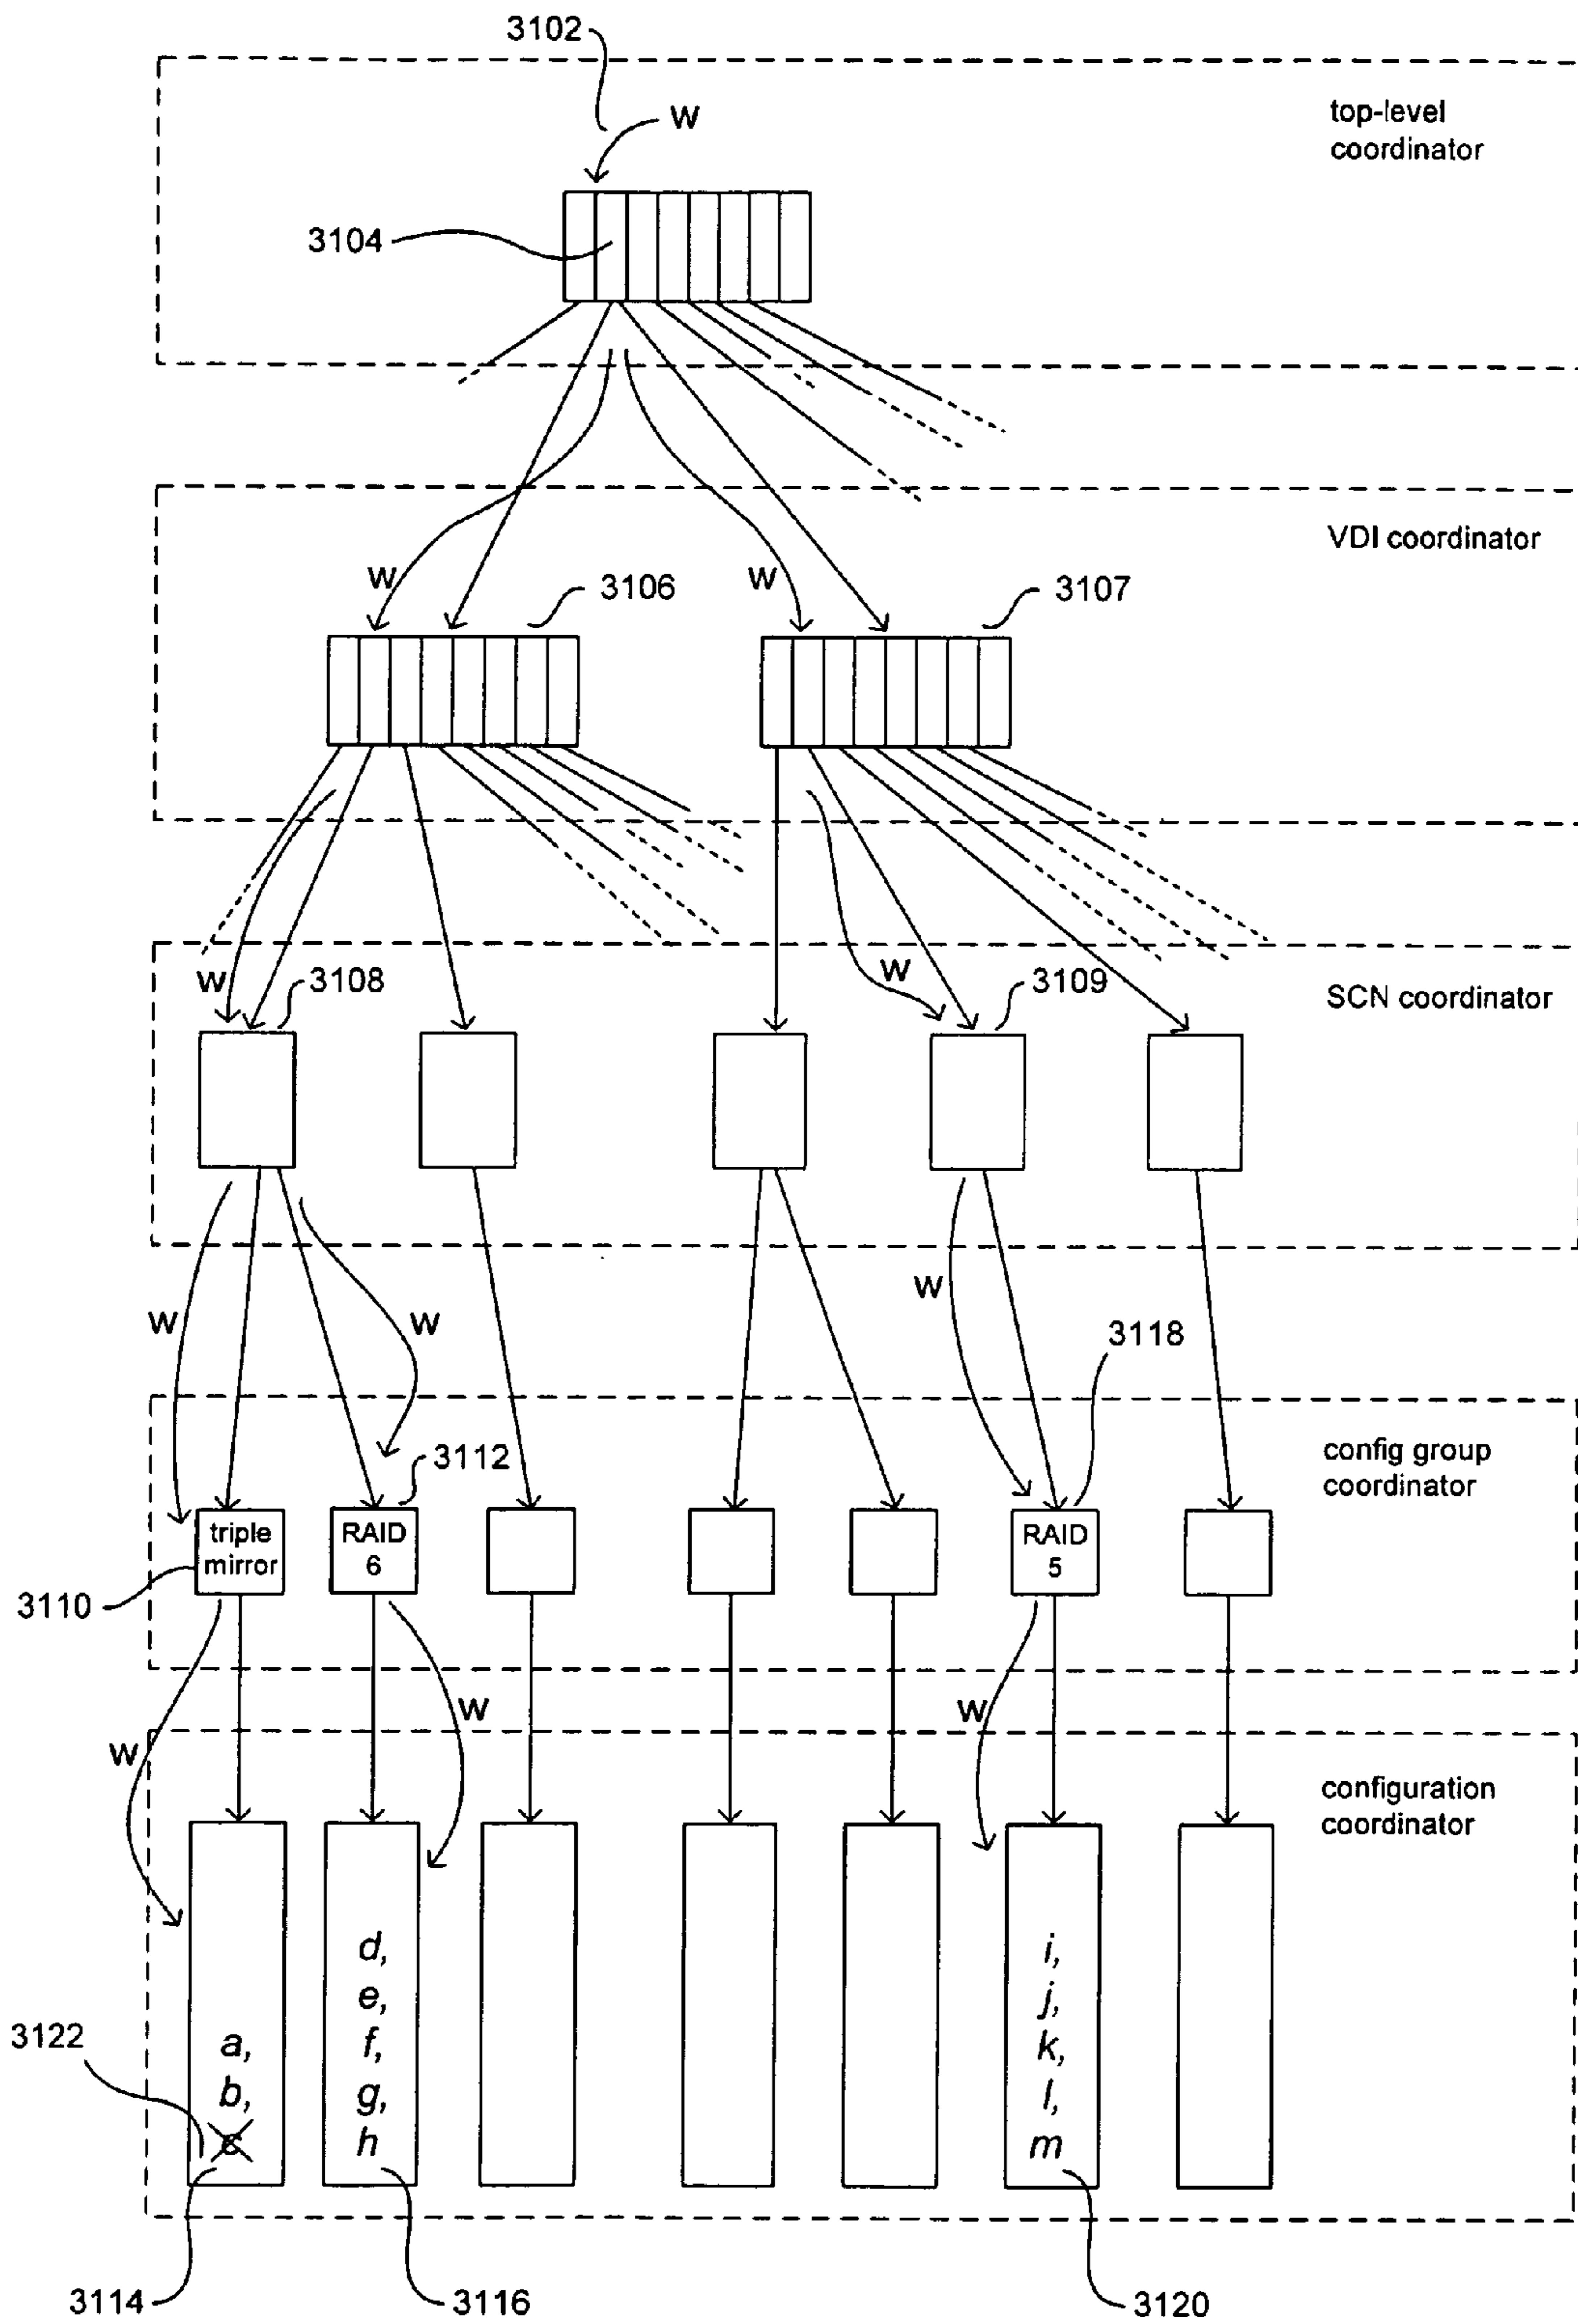 3102
W
top-level
coordinator
3104
VDI coordinator
W
3106
W
3107
W
3108
W
3109
SCN coordinator
W
W
W
3118
3112
config group
coordinator
triple
mirror
RAID
6
RAID
5
3110
W
W
W
configuration
coordinator
d,
e,
f,
g,
h
i,
j,
k,
l,
m
3122
a,
b,
c
3114
3116
3120